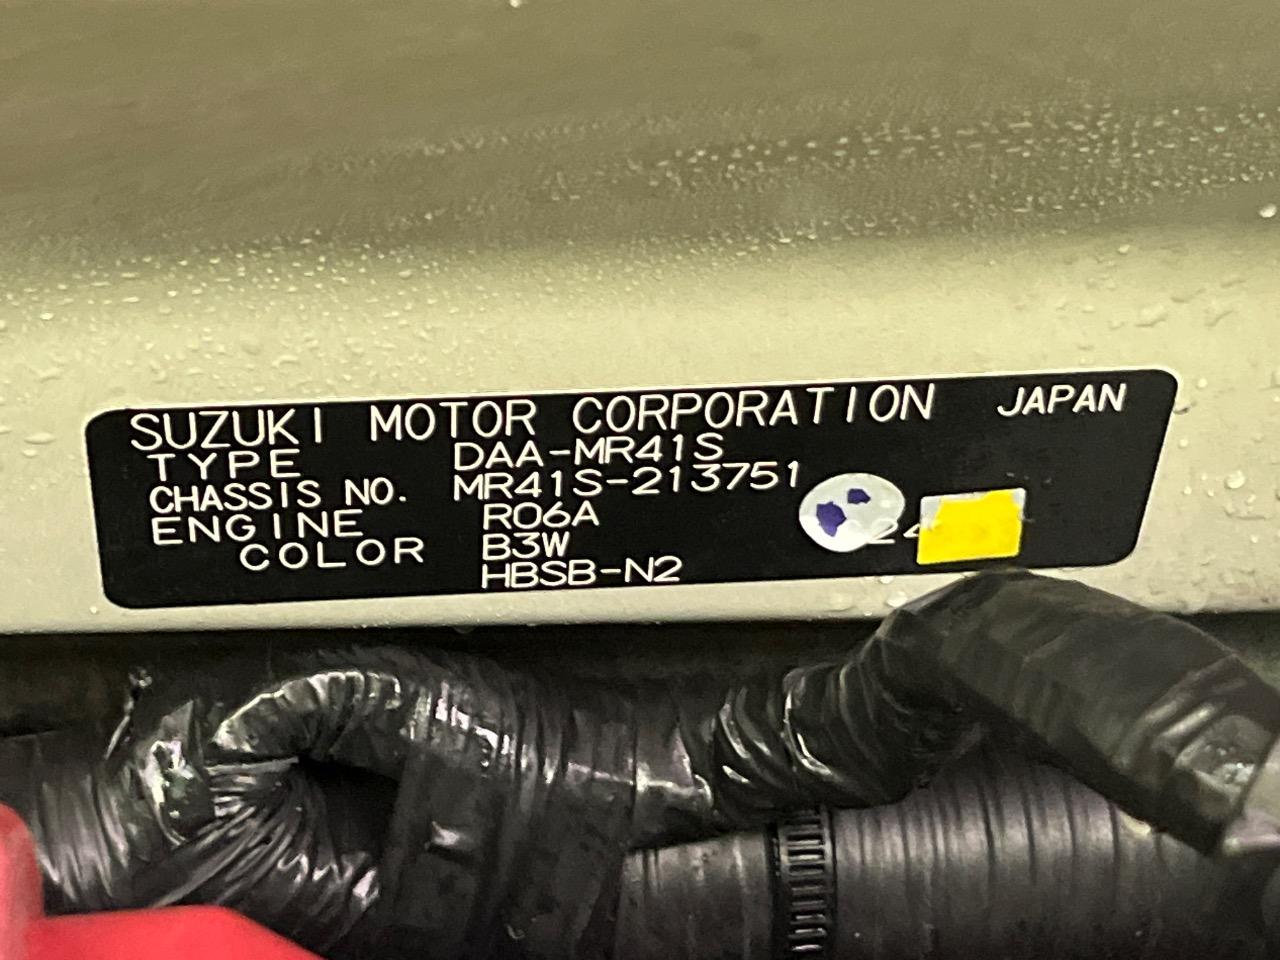 SUZUKI MOTOR CORPORATION JAPAN
TYPE DAA-MR41S
CHASSIS NO. MR41S-213751
ENGINE R06A
COLOR B3W
HBSB-N2